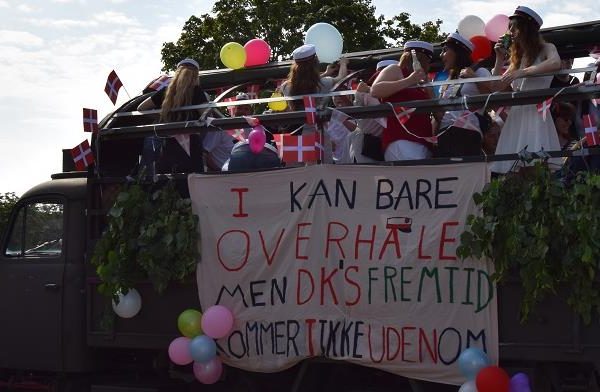 I KAN BARE
OVERHALE
MEN DK'S FREMTID
KOMMER I IKKE UDENOM